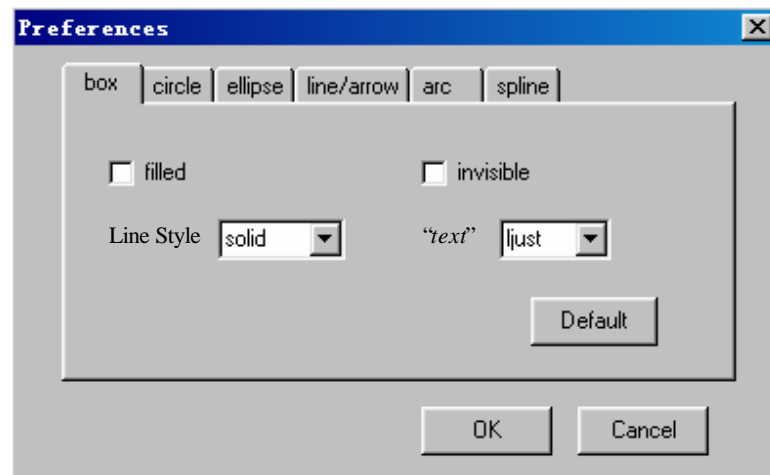 Preferences
box circle ellipse line/arrow arc spline
filled invisible
Line Style solid “text” ljust
Default
OK Cancel